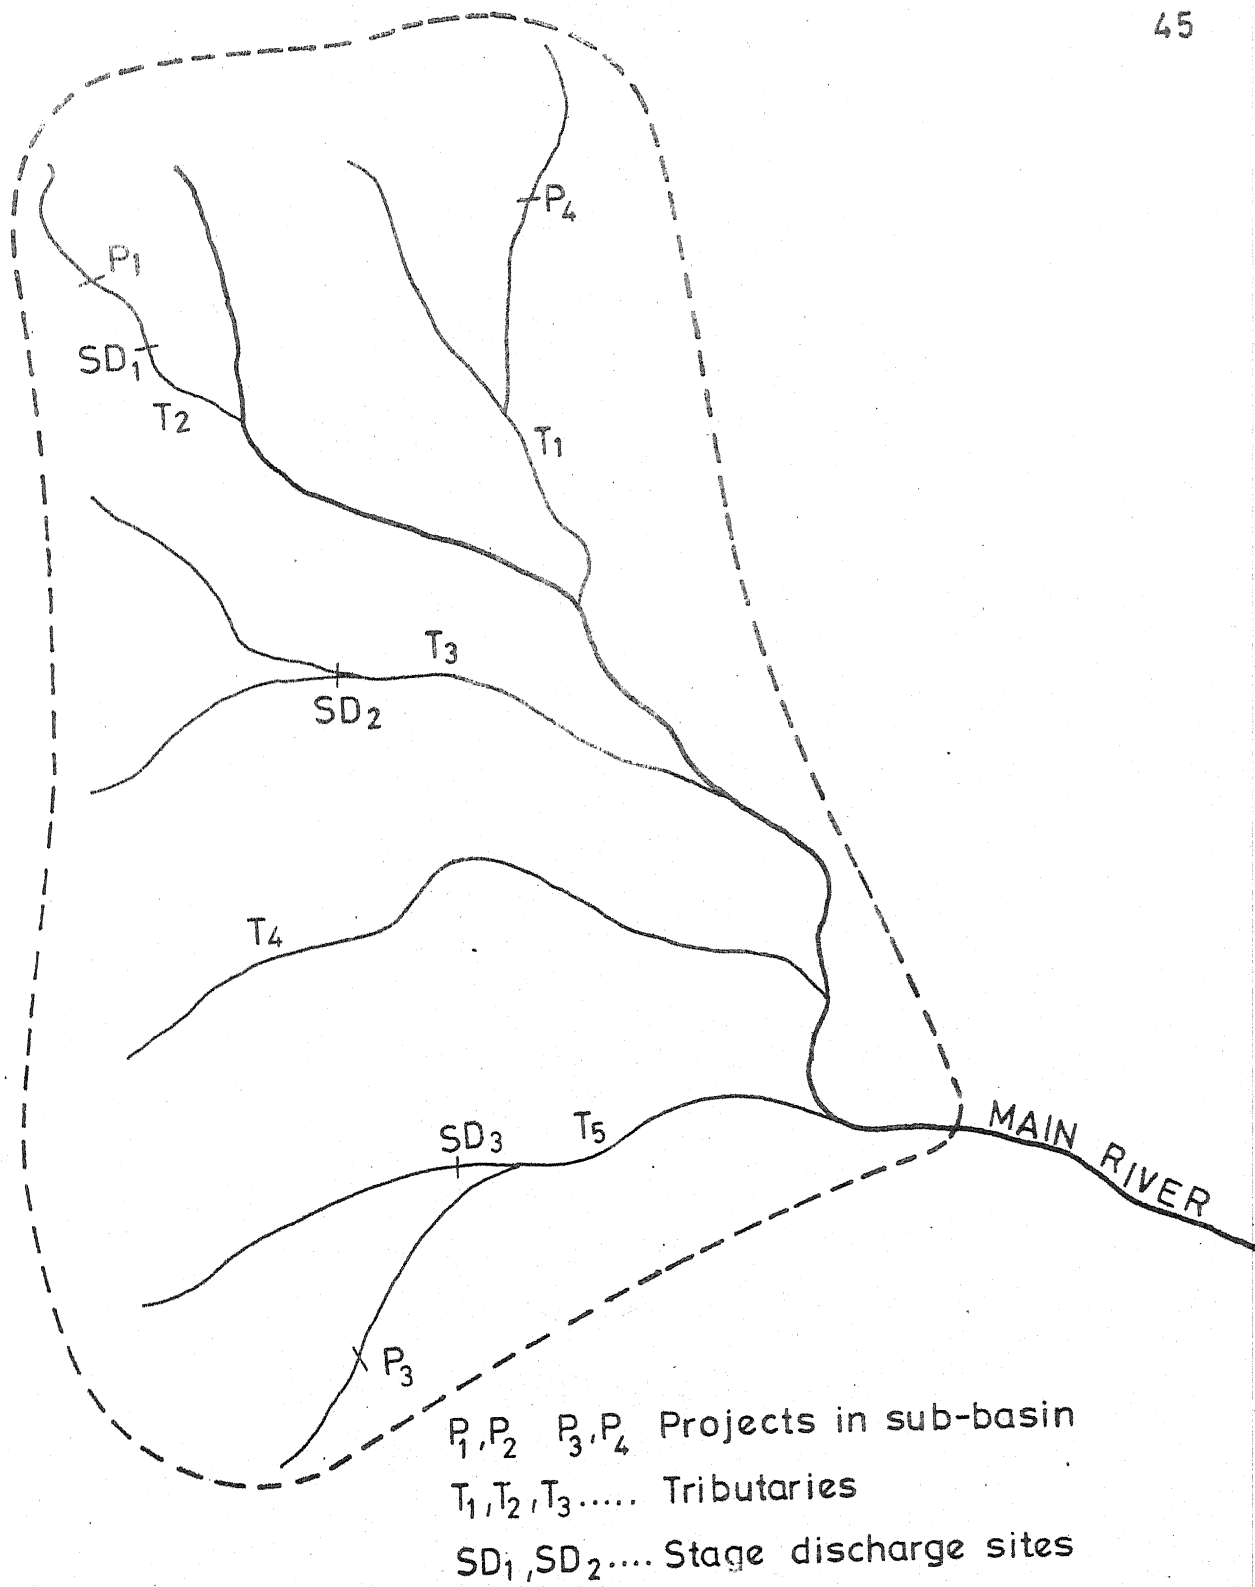 45
P4
P1
SD1
T2
T1
T3
SD2
T4
MAIN RIVER
SD3
T5
P3
P1,P2 P3,P4 Projects in sub-basin
T1,T2,T3..... Tributaries
SD1,SD2.... Stage discharge sites